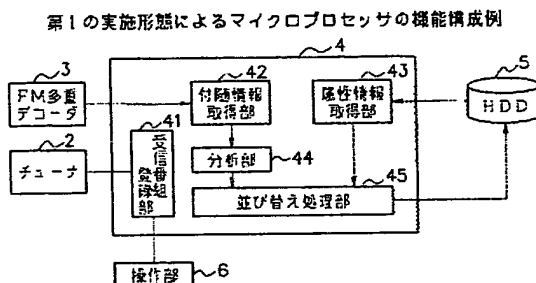 第1の実施形態によるマイクロプロセッサの機能構成例
4
3
FM多重
デコーダ
42
付随情報
取得部
43
属性情報
取得部
5
HDD
2
チューナ
41
受信番組
登録部
分析部
44
45
並び替え処理部
操作部
6